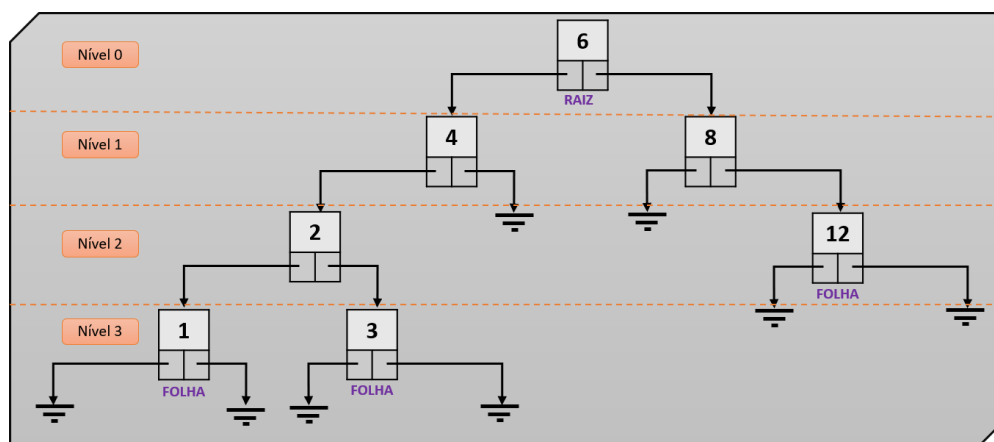 Nível 0
6
RAIZ
Nível 1
4
8
Nível 2
2
12
FOLHA
Nível 3
1
3
FOLHA
FOLHA